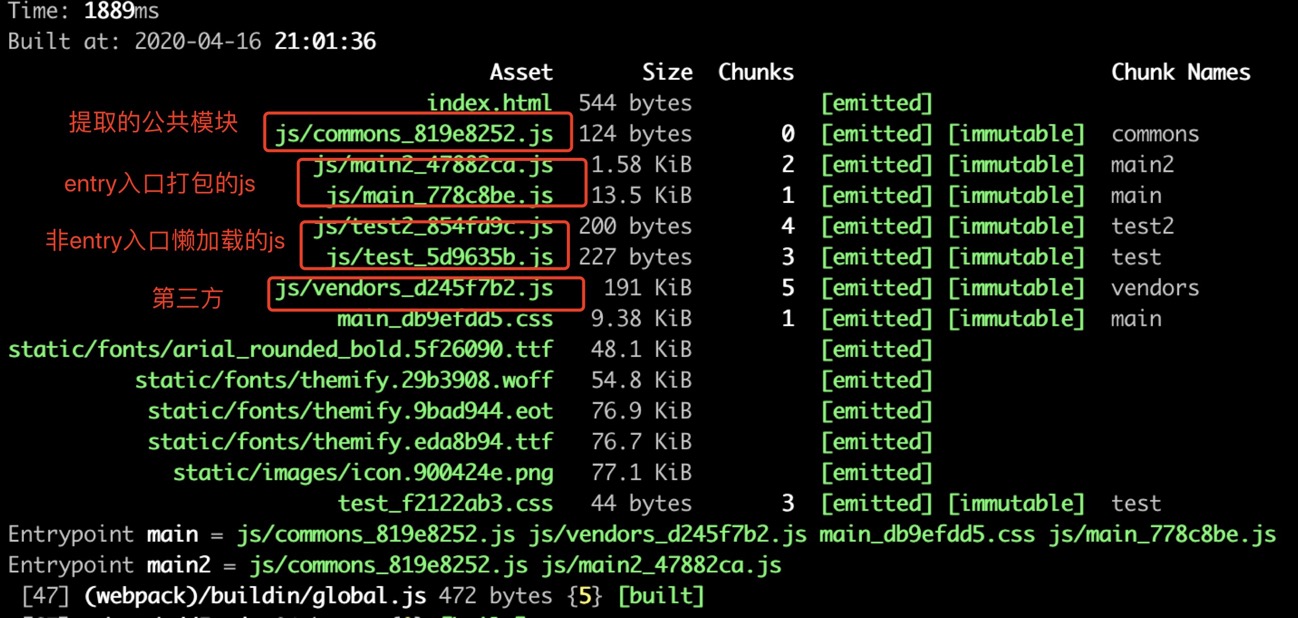 Time: 1889ms
Built at: 2020-04-16 21:01:36
Asset Size Chunks Chunk Names
index.html 544 bytes [emitted]
提取的公共模块 js/commons_819e8252.js 124 bytes 0 [emitted] [immutable] commons
js/main2_47882ca.js 1.58 KiB 2 [emitted] [immutable] main2
entry入口打包的js js/main_778c8be.js 13.5 KiB 1 [emitted] [immutable] main
js/test2_854fd9c.js 200 bytes 4 [emitted] [immutable] test2
非entry入口懒加载的js js/test_5d9635b.js 227 bytes 3 [emitted] [immutable] test
第三方 js/vendors_d245f7b2.js 191 KiB 5 [emitted] [immutable] vendors
main_db9efdd5.css 9.38 KiB 1 [emitted] [immutable] main
static/fonts/arial_rounded_bold.5f26090.ttf 48.1 KiB [emitted]
static/fonts/themify.29b3908.woff 54.8 KiB [emitted]
static/fonts/themify.9bad944.eot 76.9 KiB [emitted]
static/fonts/themify.eda8b94.ttf 76.7 KiB [emitted]
static/images/icon.900424e.png 77.1 KiB [emitted]
test_f2122ab3.css 44 bytes 3 [emitted] [immutable] test
Entrypoint main = js/commons_819e8252.js js/vendors_d245f7b2.js main_db9efdd5.css js/main_778c8be.js
Entrypoint main2 = js/commons_819e8252.js js/main2_47882ca.js
[47] (webpack)/buildin/global.js 472 bytes {5} [built]